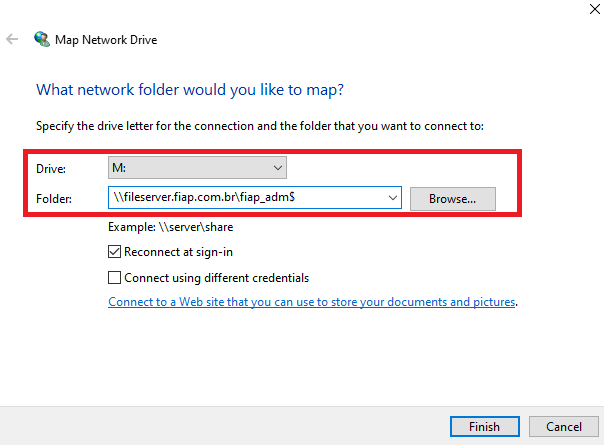 Map Network Drive
What network folder would you like to map?
Specify the drive letter for the connection and the folder that you want to connect to:
Drive: M:
Folder: \\fileserver.fiap.com.br\fiap_adm$ Browse...
Example: \\server\share
Reconnect at sign-in
Connect using different credentials
Connect to a Web site that you can use to store your documents and pictures.
Finish Cancel